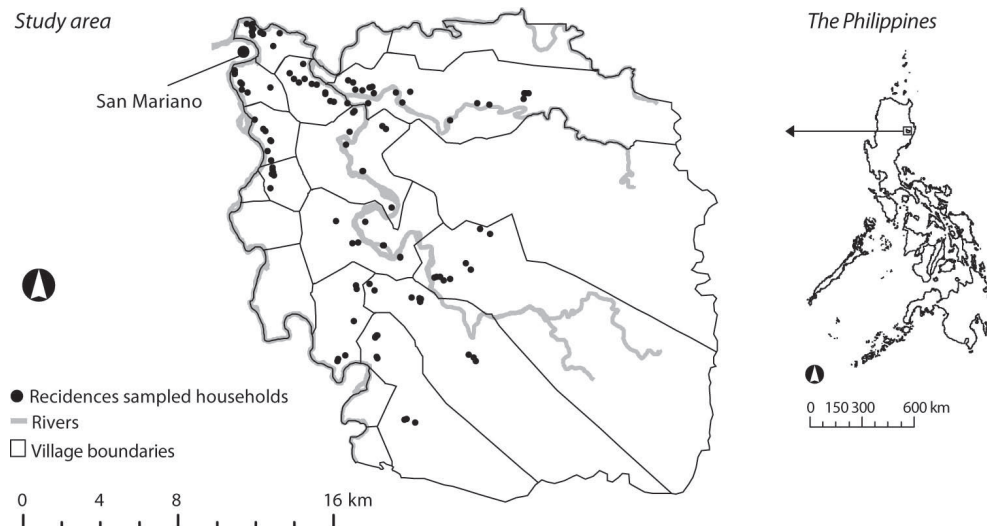 Study area
The Philippines
San Mariano
Recidences sampled households
Rivers
Village boundaries
0 4 8 16 km
0 150 300 600 km